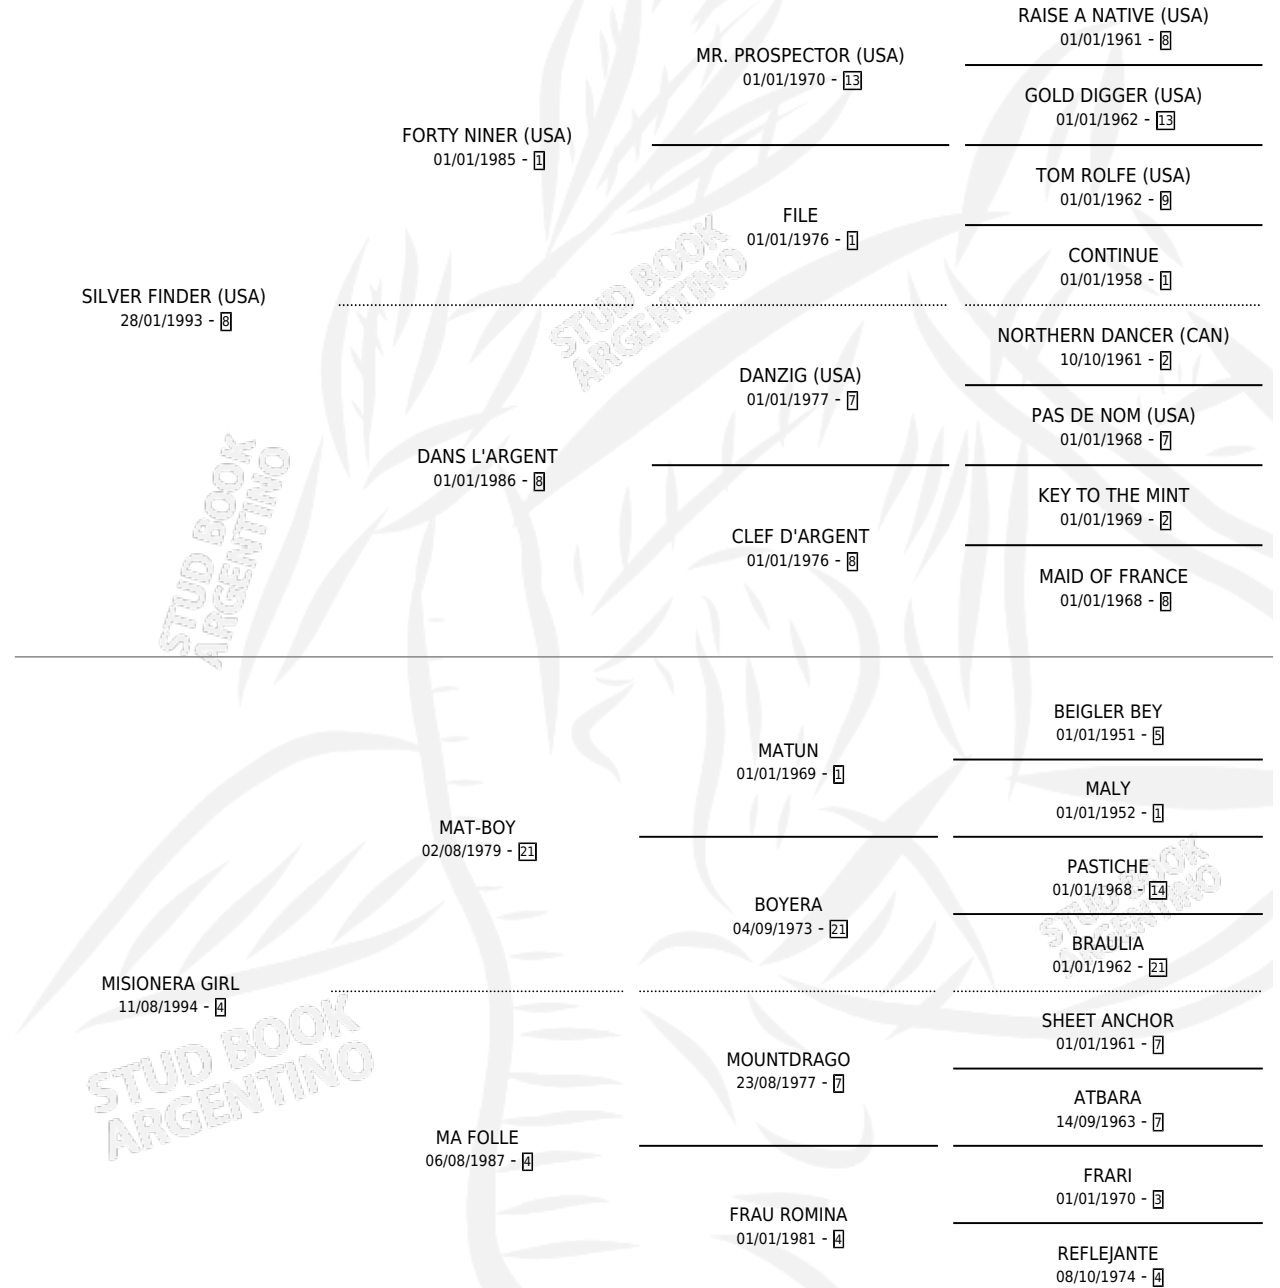 RAISE A NATIVE (USA)
01/01/1961 - 8
MR. PROSPECTOR (USA)
01/01/1970 - 13
GOLD DIGGER (USA)
01/01/1962 - 13
FORTY NINER (USA)
01/01/1985 - 1
TOM ROLFE (USA)
01/01/1962 - 9
FILE
01/01/1976 - 1
CONTINUE
01/01/1958 - 1
SILVER FINDER (USA)
28/01/1993 - 8
NORTHERN DANCER (CAN)
10/10/1961 - 2
DANZIG (USA)
01/01/1977 - 7
PAS DE NOM (USA)
01/01/1968 - 7
DANS L'ARGENT
01/01/1986 - 8
KEY TO THE MINT
01/01/1969 - 2
CLEF D'ARGENT
01/01/1976 - 8
MAID OF FRANCE
01/01/1968 - 8
BEIGLER BEY
01/01/1951 - 5
MATUN
01/01/1969 - 1
MALY
01/01/1952 - 1
MAT-BOY
02/08/1979 - 21
PASTICHE
01/01/1968 - 14
BOYERA
04/09/1973 - 21
BRAULIA
01/01/1962 - 21
MISIONERA GIRL
11/08/1994 - 4
SHEET ANCHOR
01/01/1961 - 7
MOUNTDRAGO
23/08/1977 - 7
ATBARA
14/09/1963 - 7
MA FOLLE
06/08/1987 - 4
FRARI
01/01/1970 - 3
FRAU ROMINA
01/01/1981 - 4
REFLEJANTE
08/10/1974 - 4
STUD BOOK
ARGENTINO
STUD BOOK
ARGENTINO
STUD BOOK
ARGENTINO
STUD BOOK
ARGENTINO